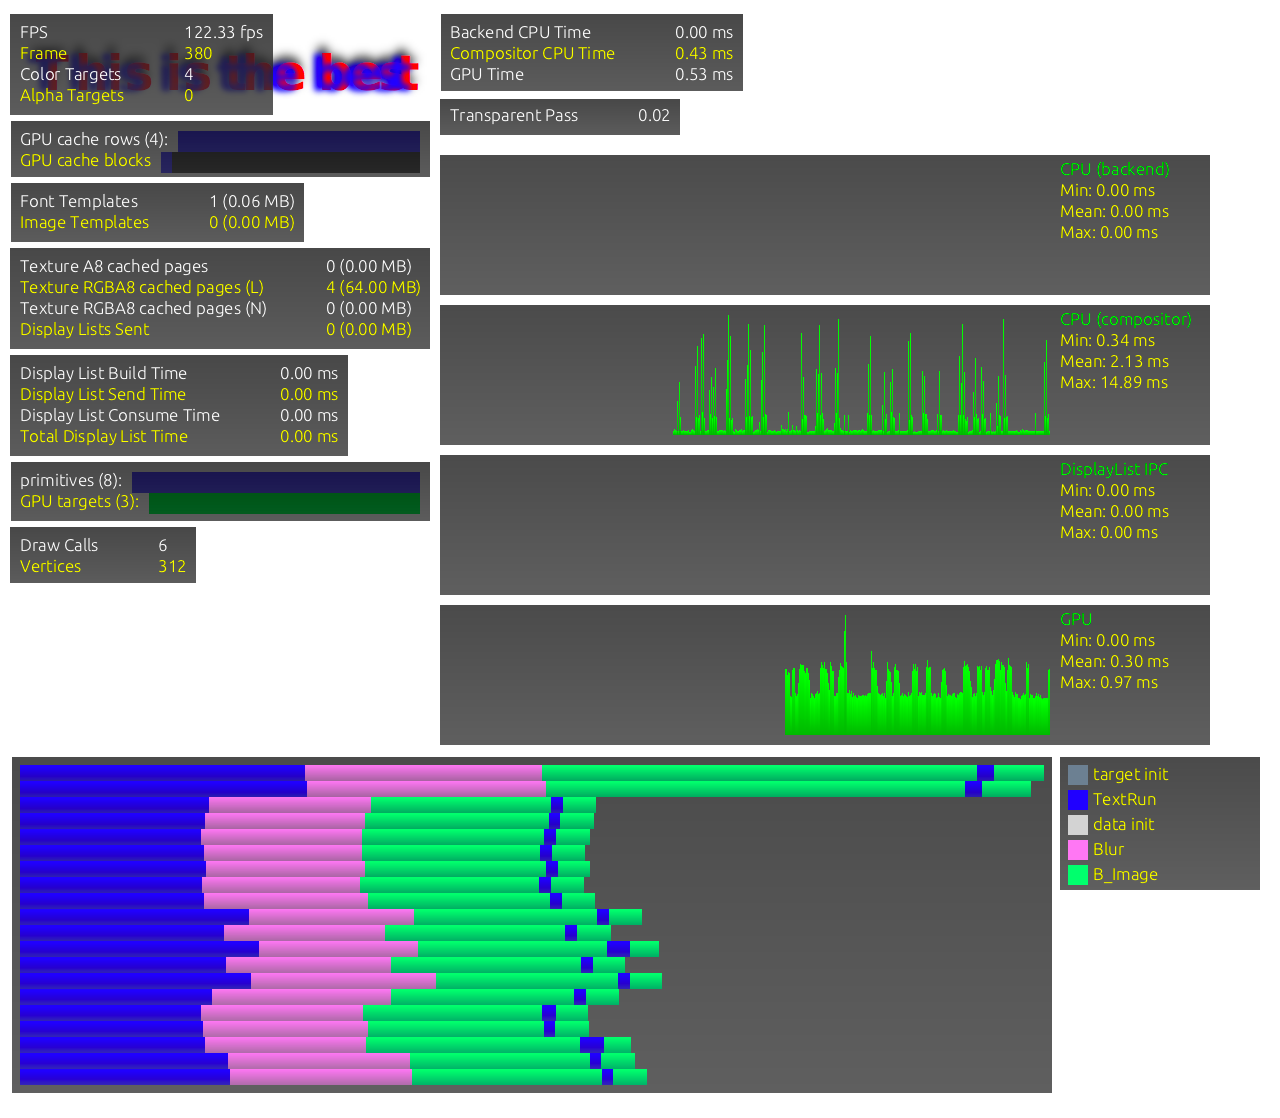 FPS 122.33 fps
Frame 380
Color Targets 4
Alpha Targets 0
This is the best
GPU cache rows (4):
GPU cache blocks
Font Templates 1 (0.06 MB)
Image Templates 0 (0.00 MB)
Texture A8 cached pages 0 (0.00 MB)
Texture RGBA8 cached pages (L) 4 (64.00 MB)
Texture RGBA8 cached pages (N) 0 (0.00 MB)
Display Lists Sent 0 (0.00 MB)
Display List Build Time 0.00 ms
Display List Send Time 0.00 ms
Display List Consume Time 0.00 ms
Total Display List Time 0.00 ms
primitives (8):
GPU targets (3):
Draw Calls 6
Vertices 312
Backend CPU Time 0.00 ms
Compositor CPU Time 0.43 ms
GPU Time 0.53 ms
Transparent Pass 0.02
CPU (backend)
Min: 0.00 ms
Mean: 0.00 ms
Max: 0.00 ms
CPU (compositor)
Min: 0.34 ms
Mean: 2.13 ms
Max: 14.89 ms
DisplayList IPC
Min: 0.00 ms
Mean: 0.00 ms
Max: 0.00 ms
GPU
Min: 0.00 ms
Mean: 0.30 ms
Max: 0.97 ms
target init
TextRun
data init
Blur
B_Image